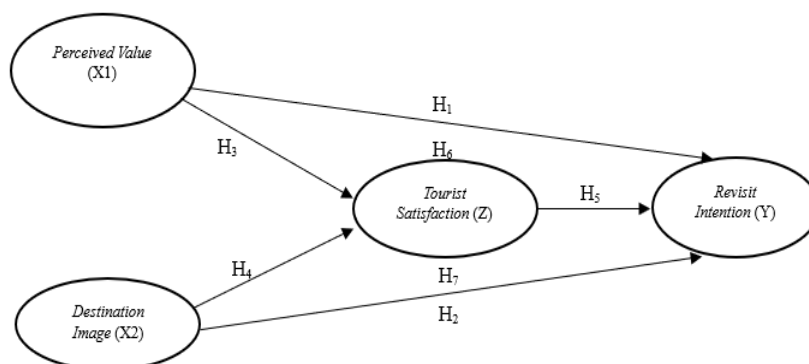 Perceived Value
(X1)
H1
H3
H6
Tourist
Satisfaction (Z)
H5
Revisit
Intention (Y)
H4
H7
H2
Destination
Image (X2)